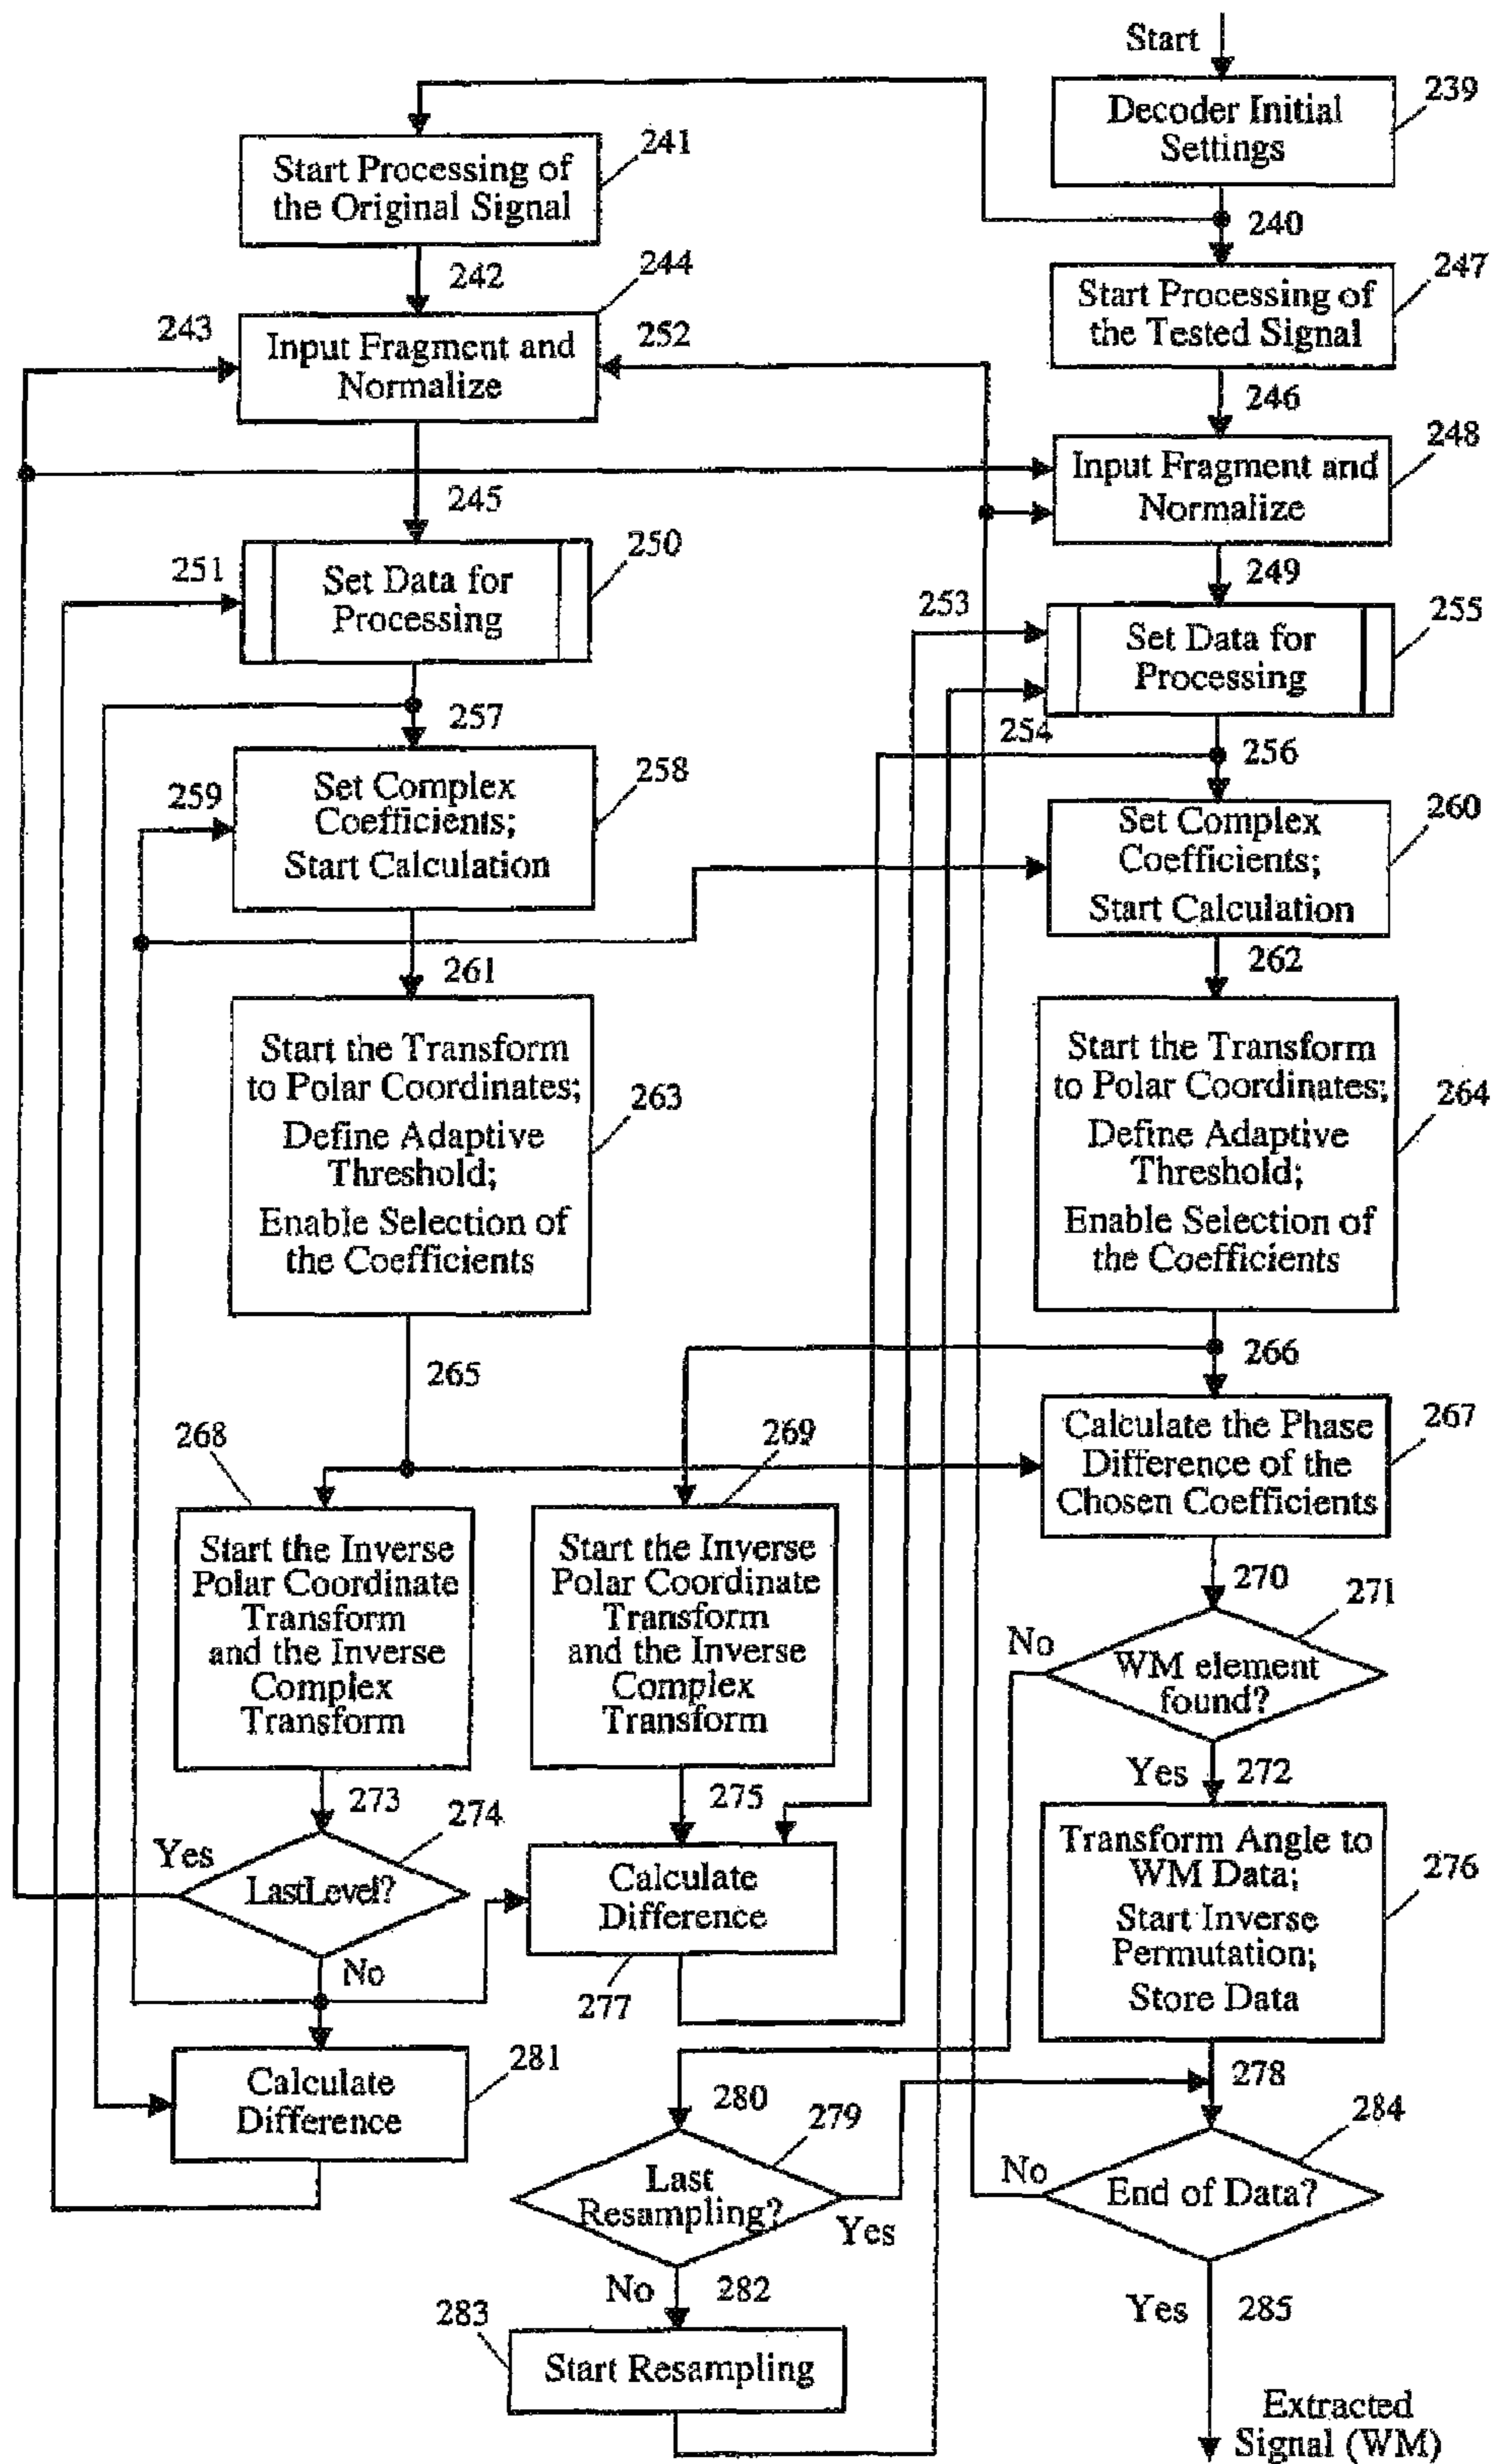 Start
Decoder Initial
Settings
239
240
241
Start Processing of
the Original Signal
242
247
Start Processing of
the Tested Signal
246
243
244
252
Input Fragment and
Normalize
245
248
Input Fragment and
Normalize
249
251
250
Set Data for
Processing
257
253
255
Set Data for
Processing
254
256
259
258
Set Complex
Coefficients;
Start Calculation
261
260
Set Complex
Coefficients;
Start Calculation
262
Start the Transform
to Polar Coordinates;
Define Adaptive
Threshold;
Enable Selection of
the Coefficients
263
265
Start the Transform
to Polar Coordinates;
Define Adaptive
Threshold;
Enable Selection of
the Coefficients
264
266
Calculate the Phase
Difference of the
Chosen Coefficients
267
268
Start the Inverse
Polar Coordinate
Transform
and the Inverse
Complex
Transform
273
269
Start the Inverse
Polar Coordinate
Transform
and the Inverse
Complex
Transform
275
270
271
No
WM element
found?
Yes
272
274
Yes
LastLevel?
No
Calculate
Difference
277
Transform Angle to
WM Data;
Start Inverse
Permutation;
Store Data
276
278
281
Calculate
Difference
280
279
Last
Resampling?
Yes
No
282
283
Start Resampling
284
No
End of Data?
Yes
285
Extracted
Signal (WM)